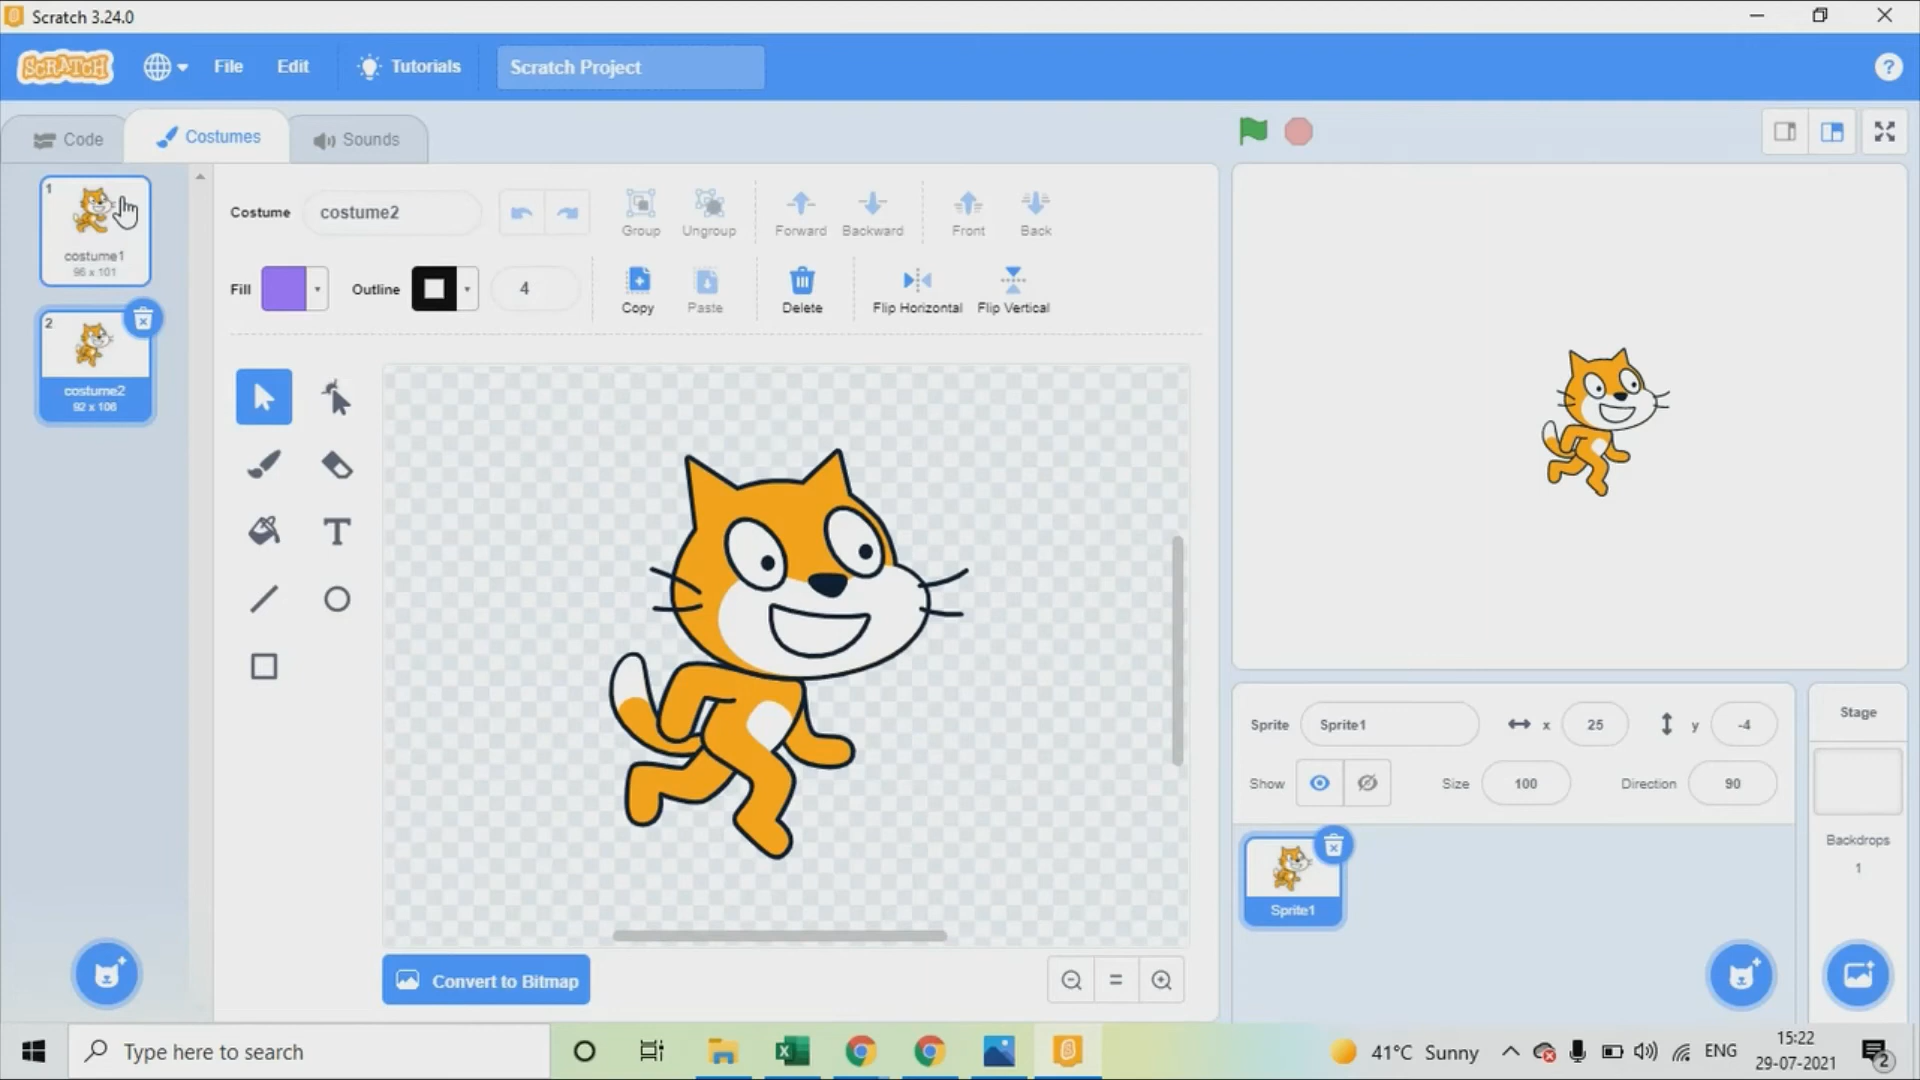 Scratch 3.24.0
SCRATCH
File
Edit
Tutorials
Scratch Project
?
Code
Costumes
Sounds
1
costume1
96 x 101
2
costume2
92 x 106
Costume
costume2
Group
Ungroup
Forward
Backward
Front
Back
Fill
Outline
4
Copy
Paste
Delete
Flip Horizontal
Flip Vertical
T
Convert to Bitmap
Sprite
Sprite1
x
25
y
-4
Show
Size
100
Direction
90
Sprite1
Stage
Backdrops
1
Type here to search
41°C Sunny
ENG
15:22
29-07-2021
2